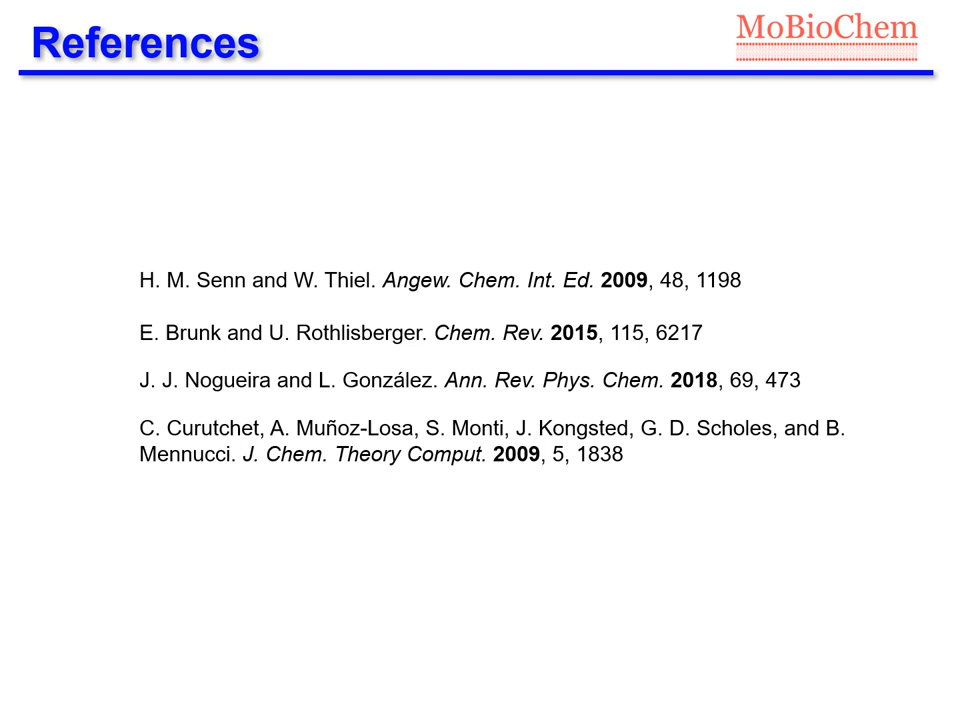 References
MoBioChem
H. M. Senn and W. Thiel. Angew. Chem. Int. Ed. 2009, 48, 1198
E. Brunk and U. Rothlisberger. Chem. Rev. 2015, 115, 6217
J. J. Nogueira and L. González. Ann. Rev. Phys. Chem. 2018, 69, 473
C. Curutchet, A. Muñoz-Losa, S. Monti, J. Kongsted, G. D. Scholes, and B.
Mennucci. J. Chem. Theory Comput. 2009, 5, 1838